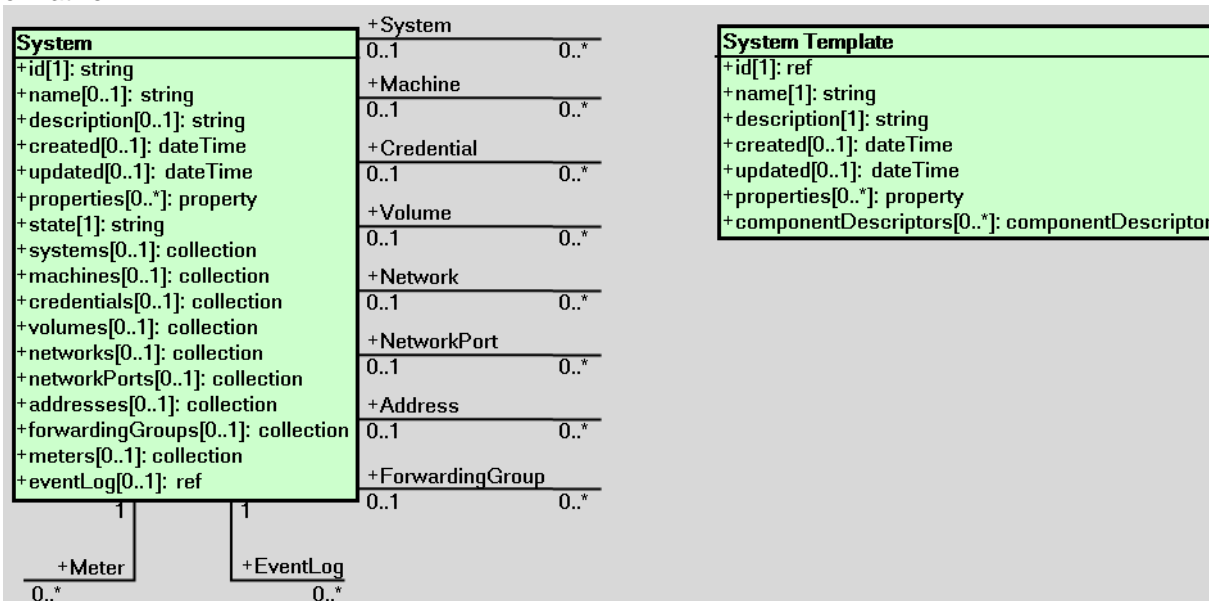 System
+id[1]: string
+name[0..1]: string
+description[0..1]: string
+created[0..1]: dateTime
+updated[0..1]: dateTime
+properties[0..*]: property
+state[1]: string
+systems[0..1]: collection
+machines[0..1]: collection
+credentials[0..1]: collection
+volumes[0..1]: collection
+networks[0..1]: collection
+networkPorts[0..1]: collection
+addresses[0..1]: collection
+forwardingGroups[0..1]: collection
+meters[0..1]: collection
+eventLog[0..1]: ref
+System
0..1 0..*
+Machine
0..1 0..*
+Credential
0..1 0..*
+Volume
0..1 0..*
+Network
0..1 0..*
+NetworkPort
0..1 0..*
+Address
0..1 0..*
+ForwardingGroup
0..1 0..*
1 1
+Meter +EventLog
0..* 0..*
System Template
+id[1]: ref
+name[1]: string
+description[1]: string
+created[0..1]: dateTime
+updated[0..1]: dateTime
+properties[0..*]: property
+componentDescriptors[0..*]: componentDescriptor